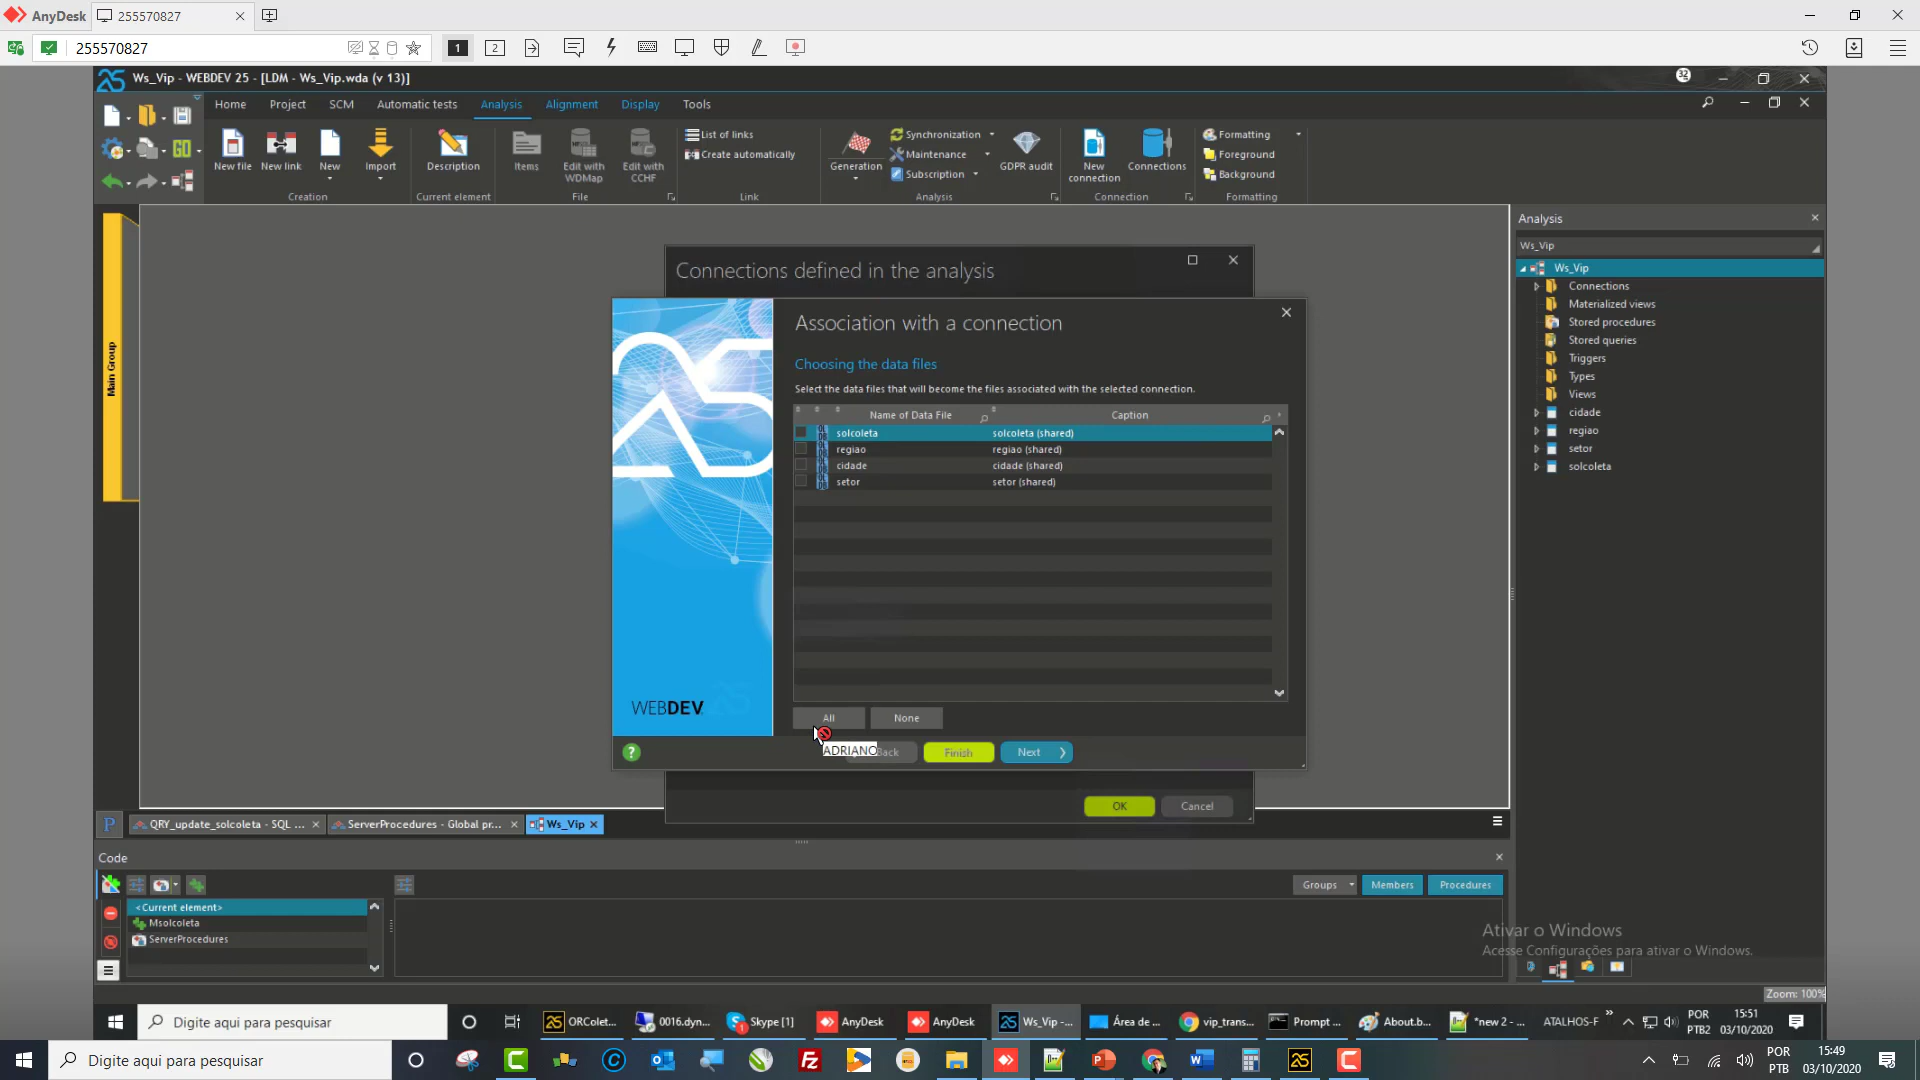 AnyDesk 255570827
255570827 1 2
25 Ws_Vip - WEBDEV 25 - [LDM - Ws_Vip.wda (v 13)] 32
Home Project SCM Automatic tests Analysis Alignment Display Tools
List of links Synchronization Formatting
GO Create automatically Maintenance Foreground
New file New link New Import Description Items Edit with WDMap Edit with CCHF Generation GDPR audit New connection Connections
Subscription Background
Creation Current element File Link Analysis Connection Formatting
Main Group
Connections defined in the analysis
Association with a connection
Choosing the data files
Select the data files that will become the files associated with the selected connection.
Name of Data File Caption
solcoleta solcoleta (shared)
regiao regiao (shared)
cidade cidade (shared)
setor setor (shared)
WEBDEV
All None
? ADRIANO Back Finish Next
OK Cancel
Analysis
Ws_Vip
Ws_Vip
Connections
Materialized views
Stored procedures
Stored queries
Triggers
Types
Views
cidade
regiao
setor
solcoleta
P QRY_update_solcoleta - SQL ... ServerProcedures - Global pr... Ws_Vip
Code
Groups Members Procedures
<Current element>
Msolcoleta
ServerProcedures
Ativar o Windows
Acesse Configurações para ativar o Windows.
Zoom: 100%
Digite aqui para pesquisar ORColet... 0016.dyn... Skype [1] AnyDesk AnyDesk Ws_Vip -... Área de ... vip_trans... Prompt ... About.b... *new 2 - ... ATALHOS-F » POR PTB2 15:51 03/10/2020
Digite aqui para pesquisar POR PTB 15:49 03/10/2020